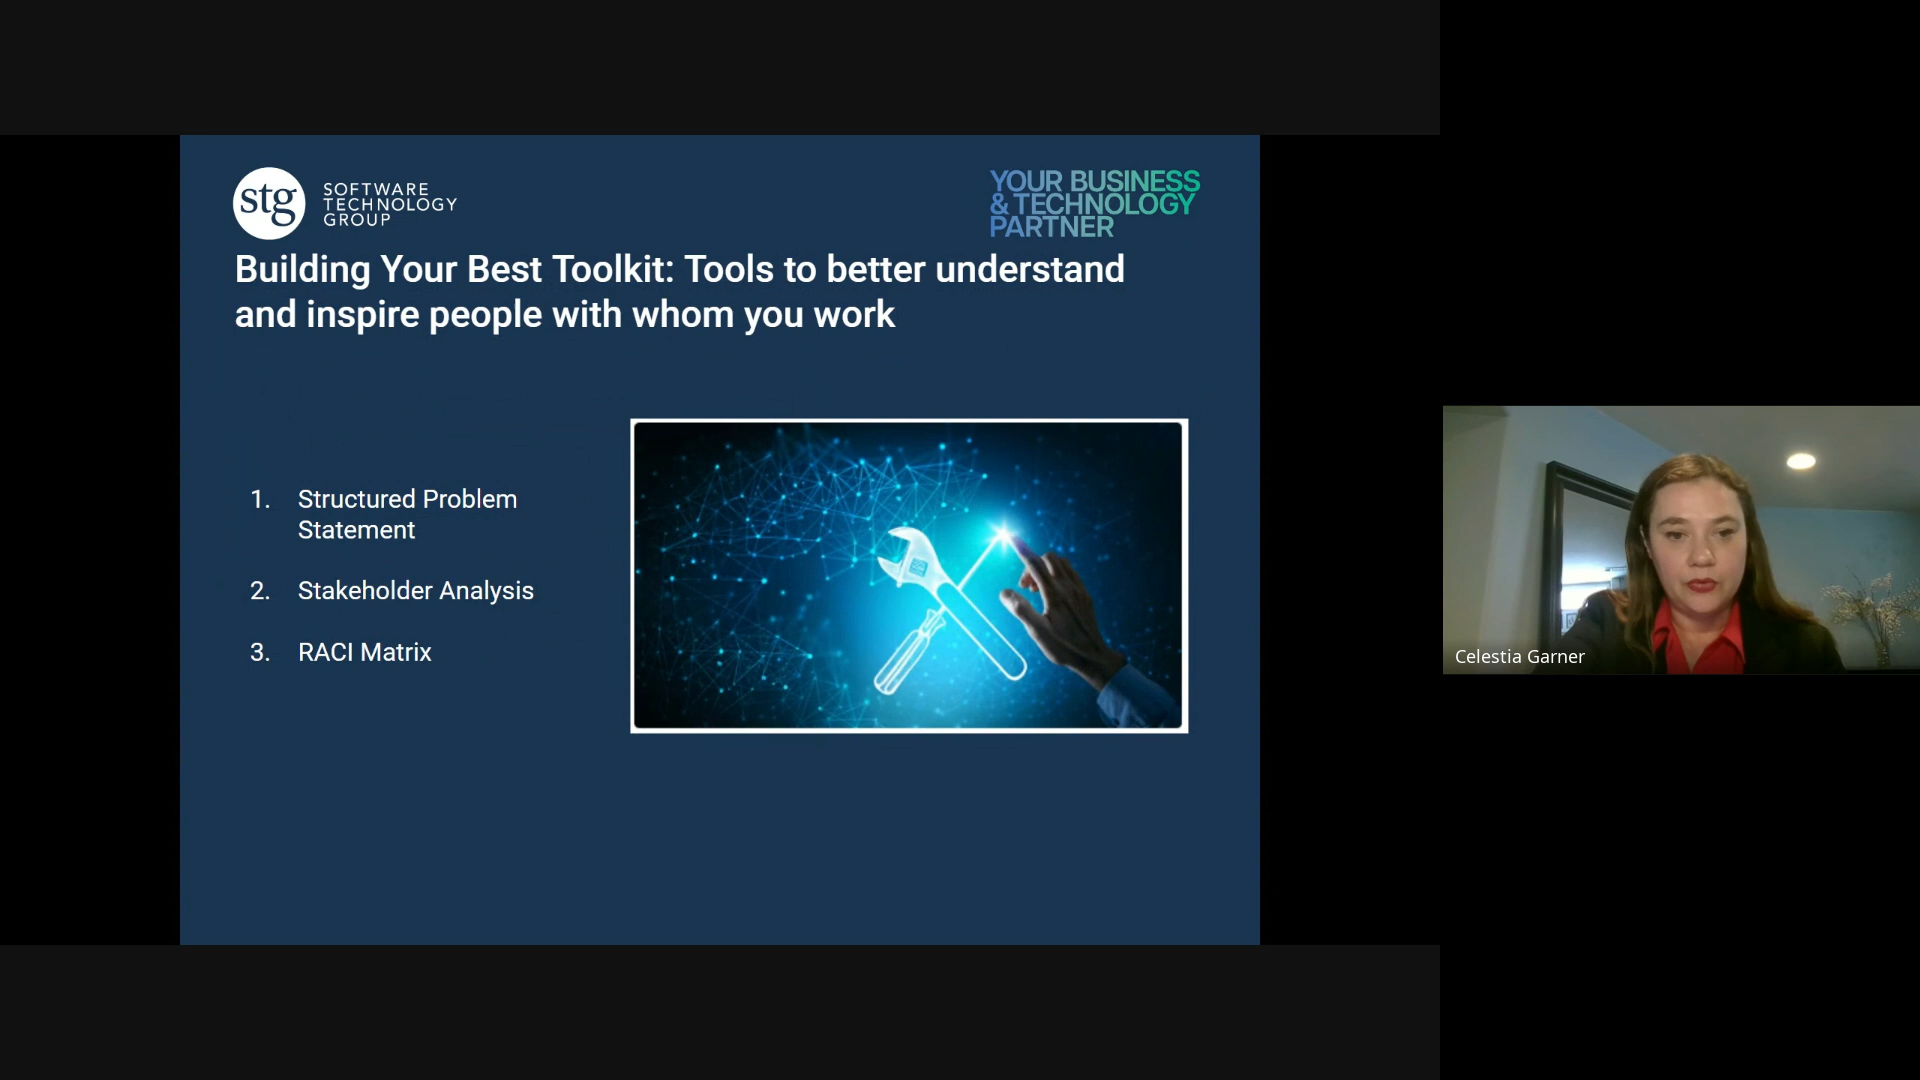 stg
SOFTWARE
TECHNOLOGY
GROUP
YOUR BUSINESS
& TECHNOLOGY
PARTNER
Building Your Best Toolkit: Tools to better understand
and inspire people with whom you work
1. Structured Problem
Statement
2. Stakeholder Analysis
3. RACI Matrix
Celestia Garner